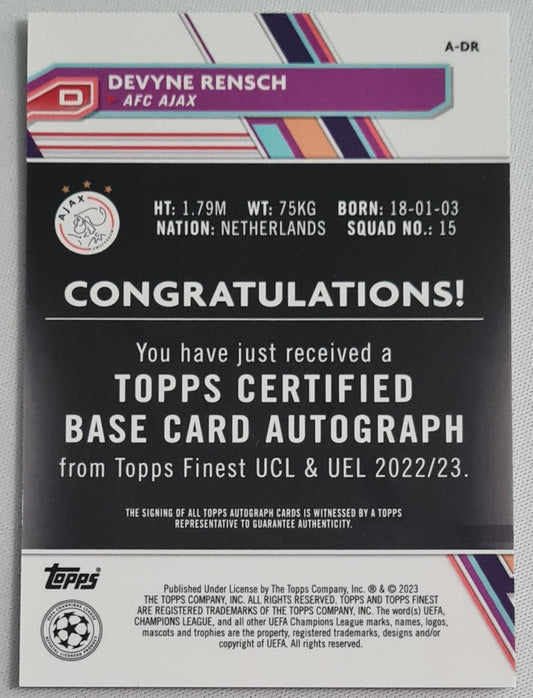 A-DR
D
DEVYNE RENSCH
AFC AJAX
AJAX
HT: 1.79M WT: 75KG BORN: 18-01-03
NATION: NETHERLANDS SQUAD NO.: 15
CONGRATULATIONS!
You have just received a
TOPPS CERTIFIED
BASE CARD AUTOGRAPH
from Topps Finest UCL & UEL 2022/23.
THE SIGNING OF ALL TOPPS AUTOGRAPH CARDS IS WITNESSED BY A TOPPS
REPRESENTATIVE TO GUARANTEE AUTHENTICITY.
topps®
Published Under License by The Topps Company, Inc. ® & © 2023
THE TOPPS COMPANY, INC. ALL RIGHTS RESERVED. TOPPS AND TOPPS FINEST
ARE REGISTERED TRADEMARKS OF THE TOPPS COMPANY, INC. The word(s) UEFA,
CHAMPIONS LEAGUE, and all other UEFA Champions League marks, names, logos,
mascots and trophies are the property, registered trademarks, designs and/or
copyright of UEFA. All rights reserved.